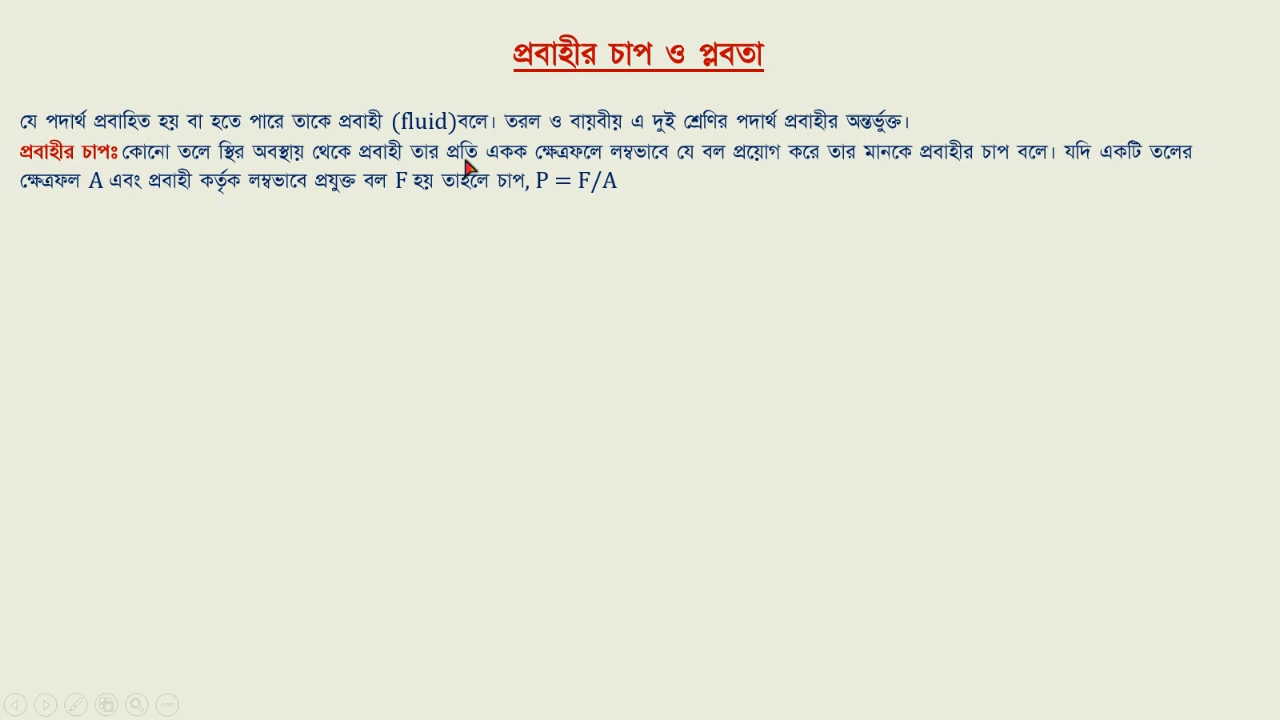 প্রবাহীর চাপ ও প্লবতা
যে পদার্থ প্রবাহিত হয় বা হতে পারে তাকে প্রবাহী (fluid)বলে। তরল ও বায়বীয় এ দুই শ্রেণির পদার্থ প্রবাহীর অন্তর্ভুক্ত।
প্রবাহীর চাপঃ কোনো তলে স্থির অবস্থায় থেকে প্রবাহী তার প্রতি একক ক্ষেত্রফলে লম্বভাবে যে বল প্রয়োগ করে তার মানকে প্রবাহীর চাপ বলে। যদি একটি তলের
ক্ষেত্রফল A এবং প্রবাহী কর্তৃক লম্বভাবে প্রযুক্ত বল F হয় তাহলে চাপ, P = F/A